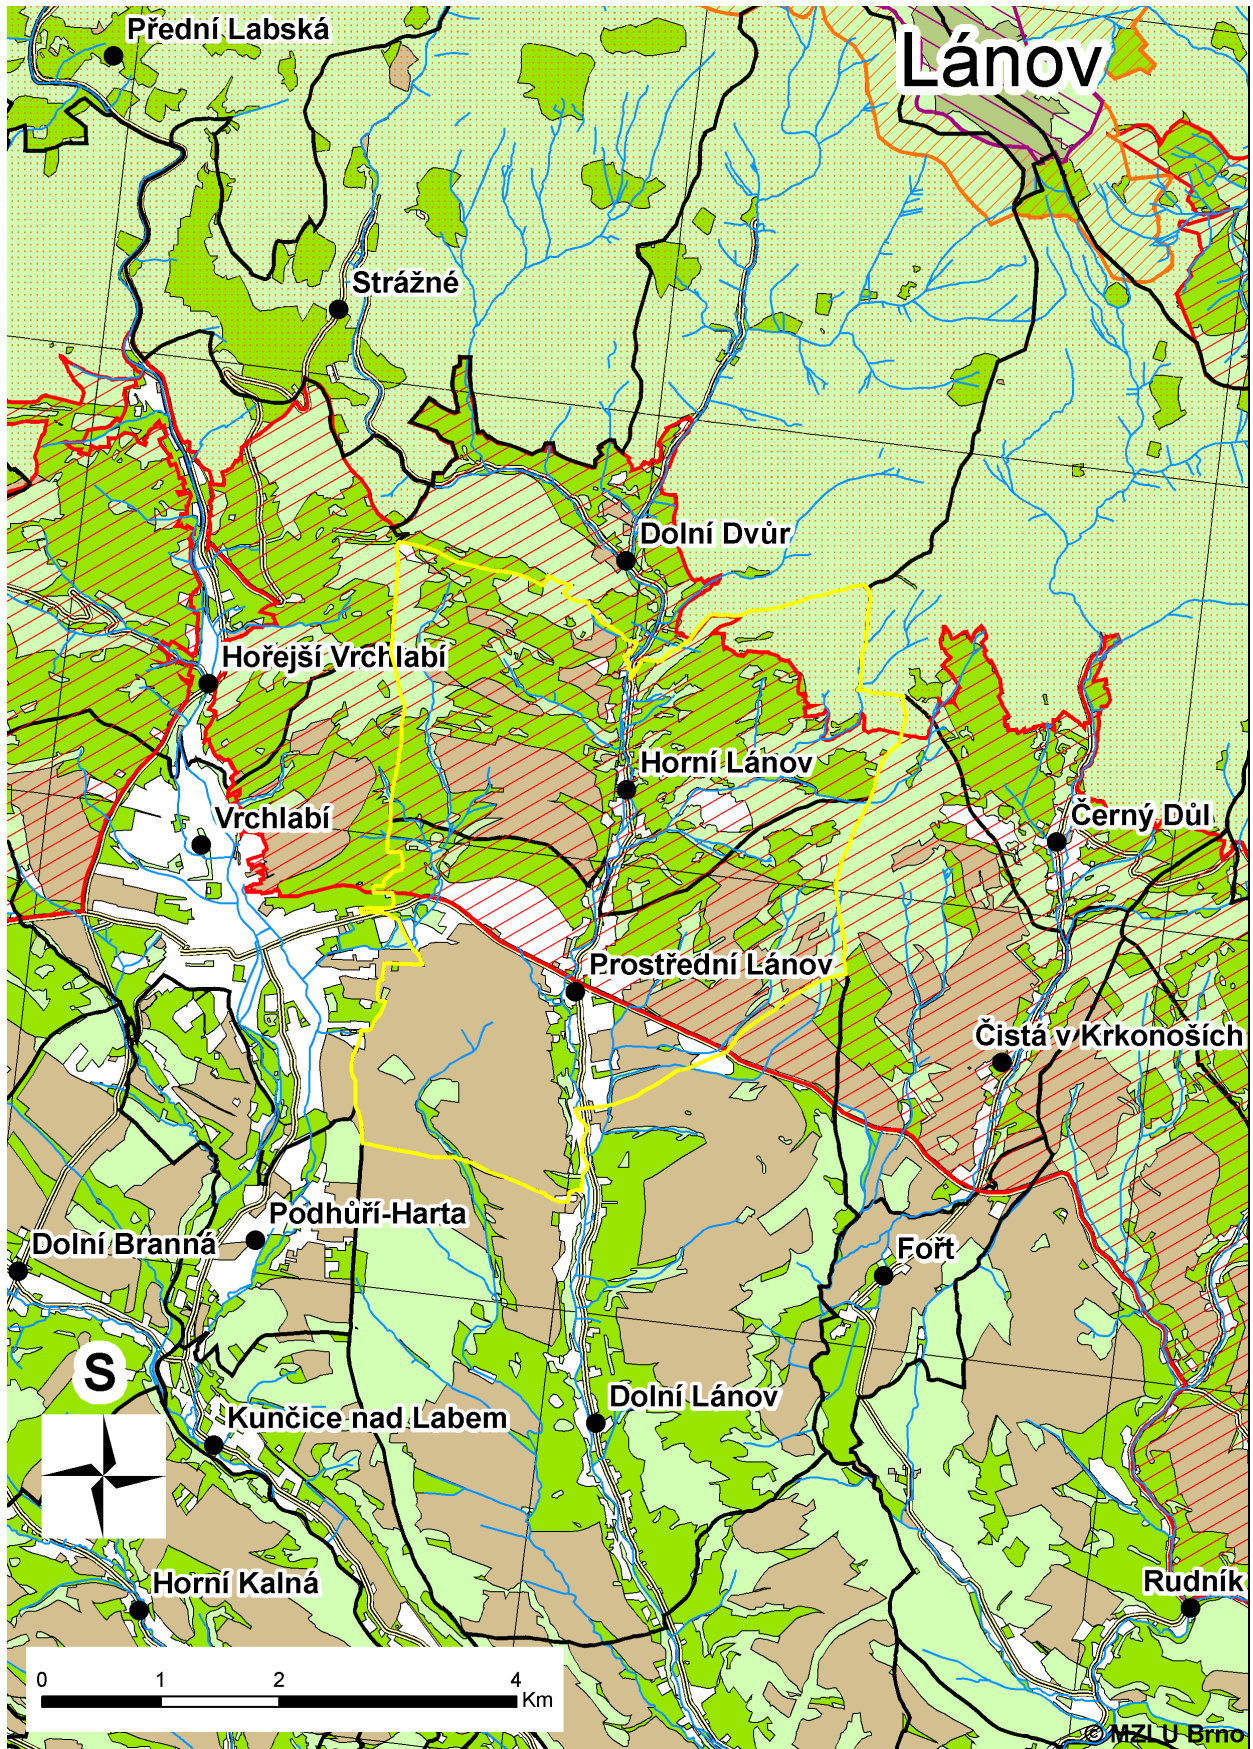 Přední Labská
Lánov
Strážné
Dolní Dvůr
Hořejší Vrchlabí
Horní Lánov
Vrchlabí
Černý Důl
Prostřední Lánov
Čistá v Krkonoších
Podhůří-Harta
Dolní Branná
Fořt
S
Dolní Lánov
Kunčice nad Labem
Horní Kalná
Rudník
0 1 2 4
Km
© MZLU Brno